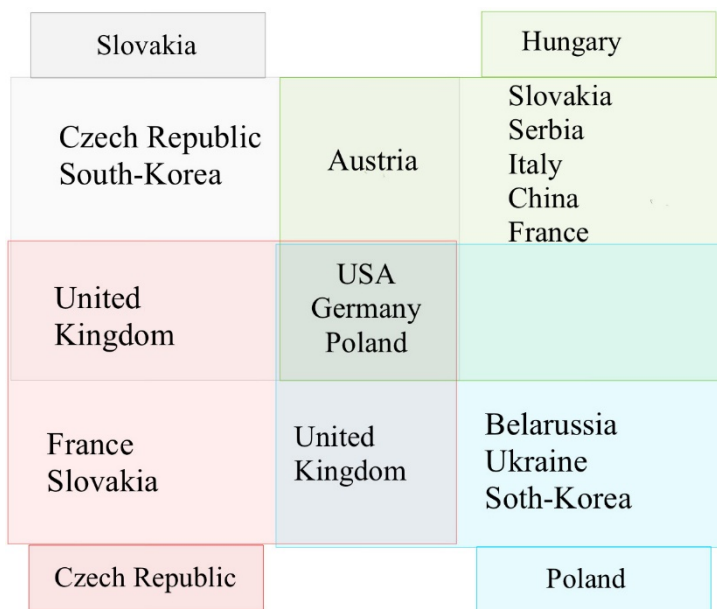 Slovakia
Hungary
Czech Republic
South-Korea
Austria
Slovakia
Serbia
Italy
China
France
United
Kingdom
USA
Germany
Poland
France
Slovakia
United
Kingdom
Belarussia
Ukraine
Soth-Korea
Czech Republic
Poland